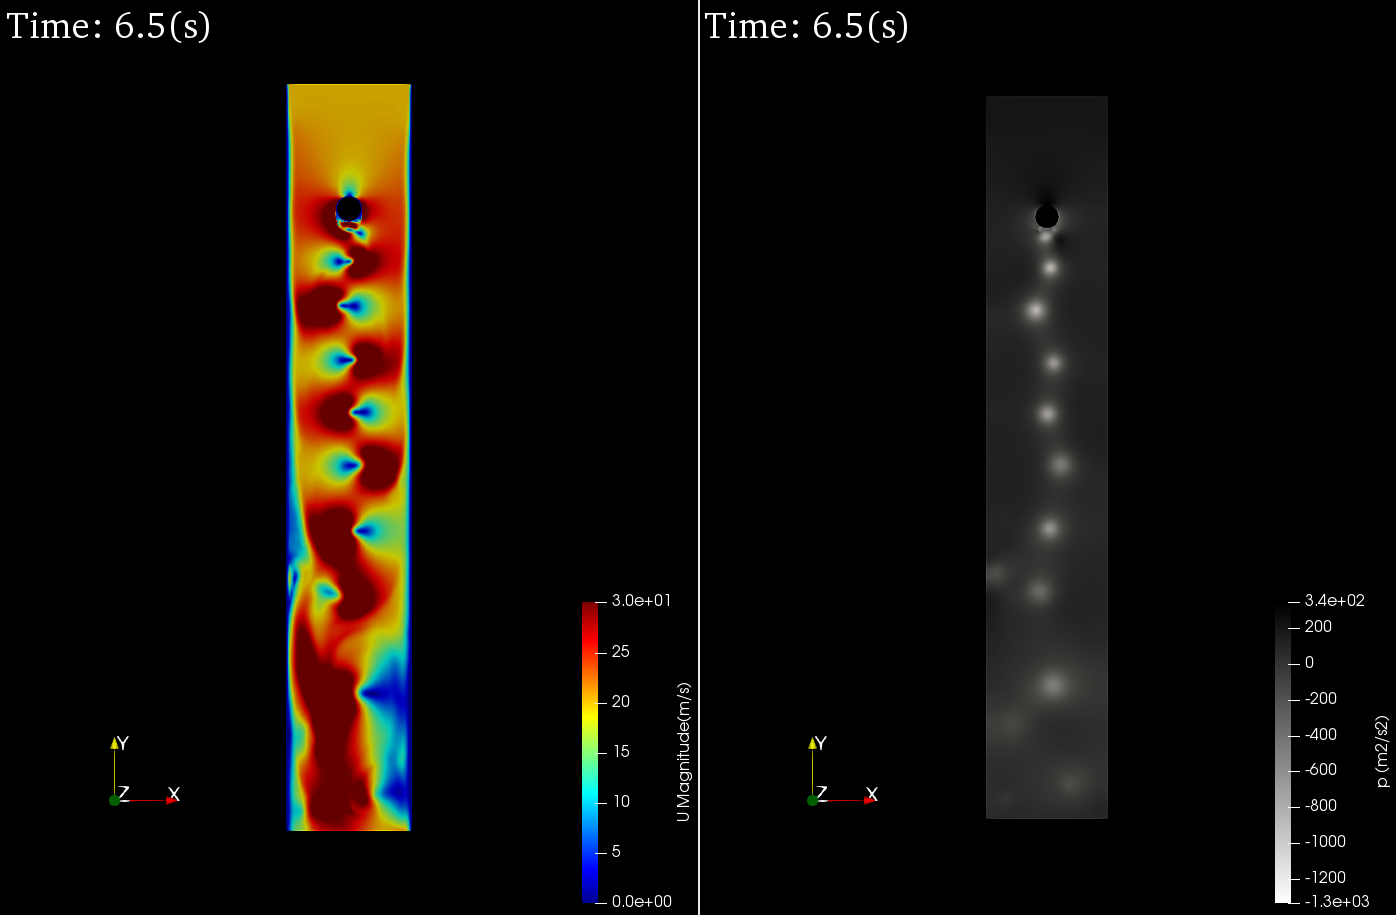 Time: 6.5(s)
3.0e+01
25
20
15
10
5
0.0e+00
U Magnitude(m/s)
Y
Z
X
Time: 6.5(s)
3.4e+02
200
0
-200
-400
-600
-800
-1000
-1200
-1.3e+03
p (m2/s2)
Y
Z
X